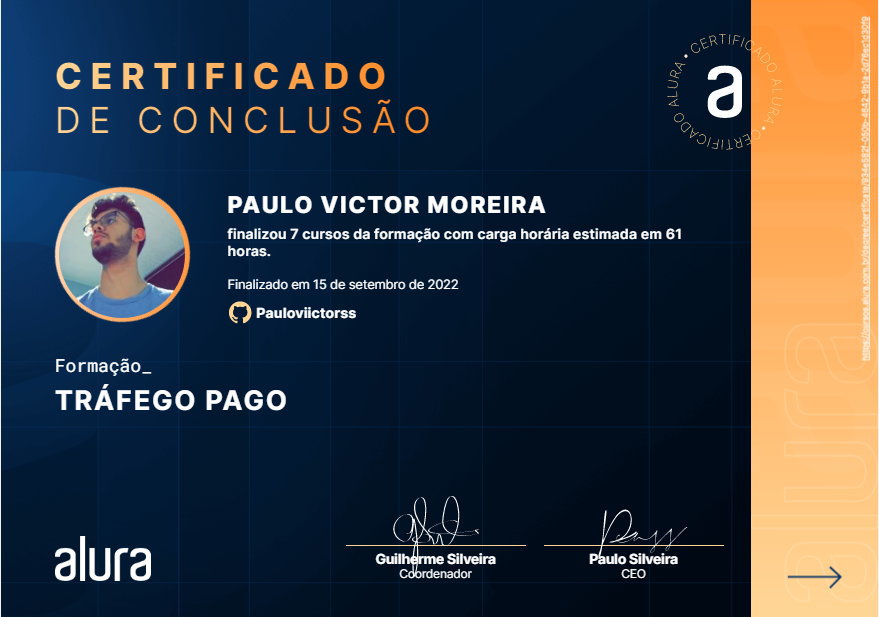 CERTIFICADO
DE CONCLUSÃO
CERTIFICADO ALURA • CERTIFICADO ALURA •
a
PAULO VICTOR MOREIRA
finalizou 7 cursos da formação com carga horária estimada em 61
horas.
Finalizado em 15 de setembro de 2022
Pauloviictorss
Formação_
TRÁFEGO PAGO
alura
Guilherme Silveira
Coordenador
Paulo Silveira
CEO
alura